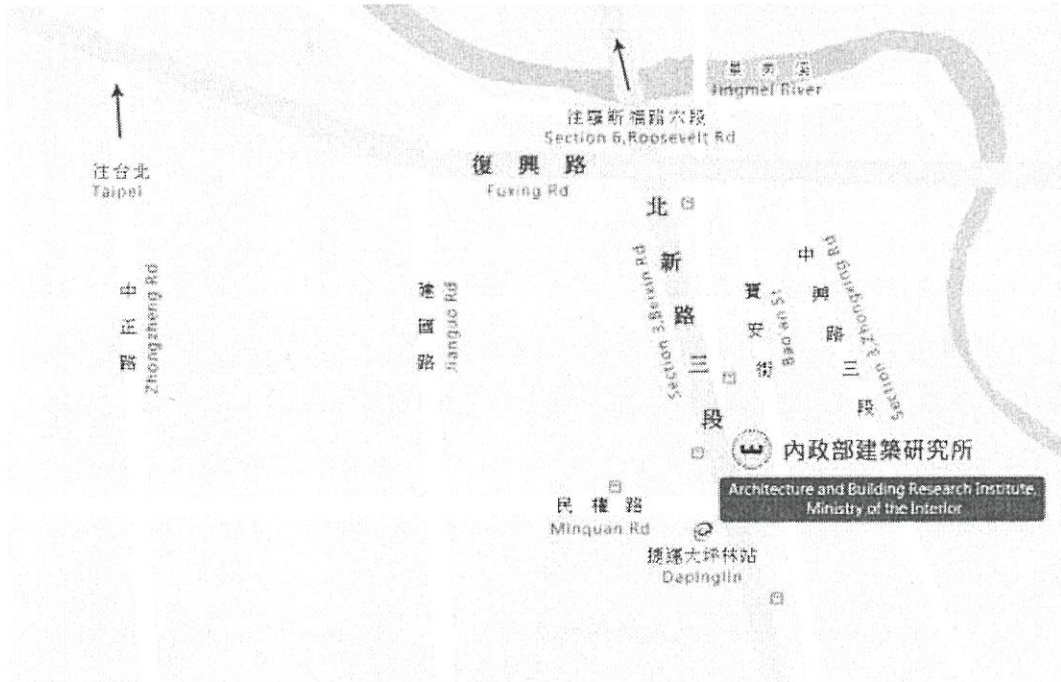 景美溪
Jingmei River
往羅斯福路六段
Section 6,Roosevelt Rd
復興路
Fuxing Rd
往台北
Taipei
中正路
Zhongzheng Rd
建國路
Jianguo Rd
北新路三段
Section 3,Beixin Rd
寶安街
Bao an St
中興路三段
Section 3,Zhongxing Rd
內政部建築研究所
Architecture and Building Research Institute,
Ministry of the Interior
民權路
Minquan Rd
捷運大坪林站
Dapinglin